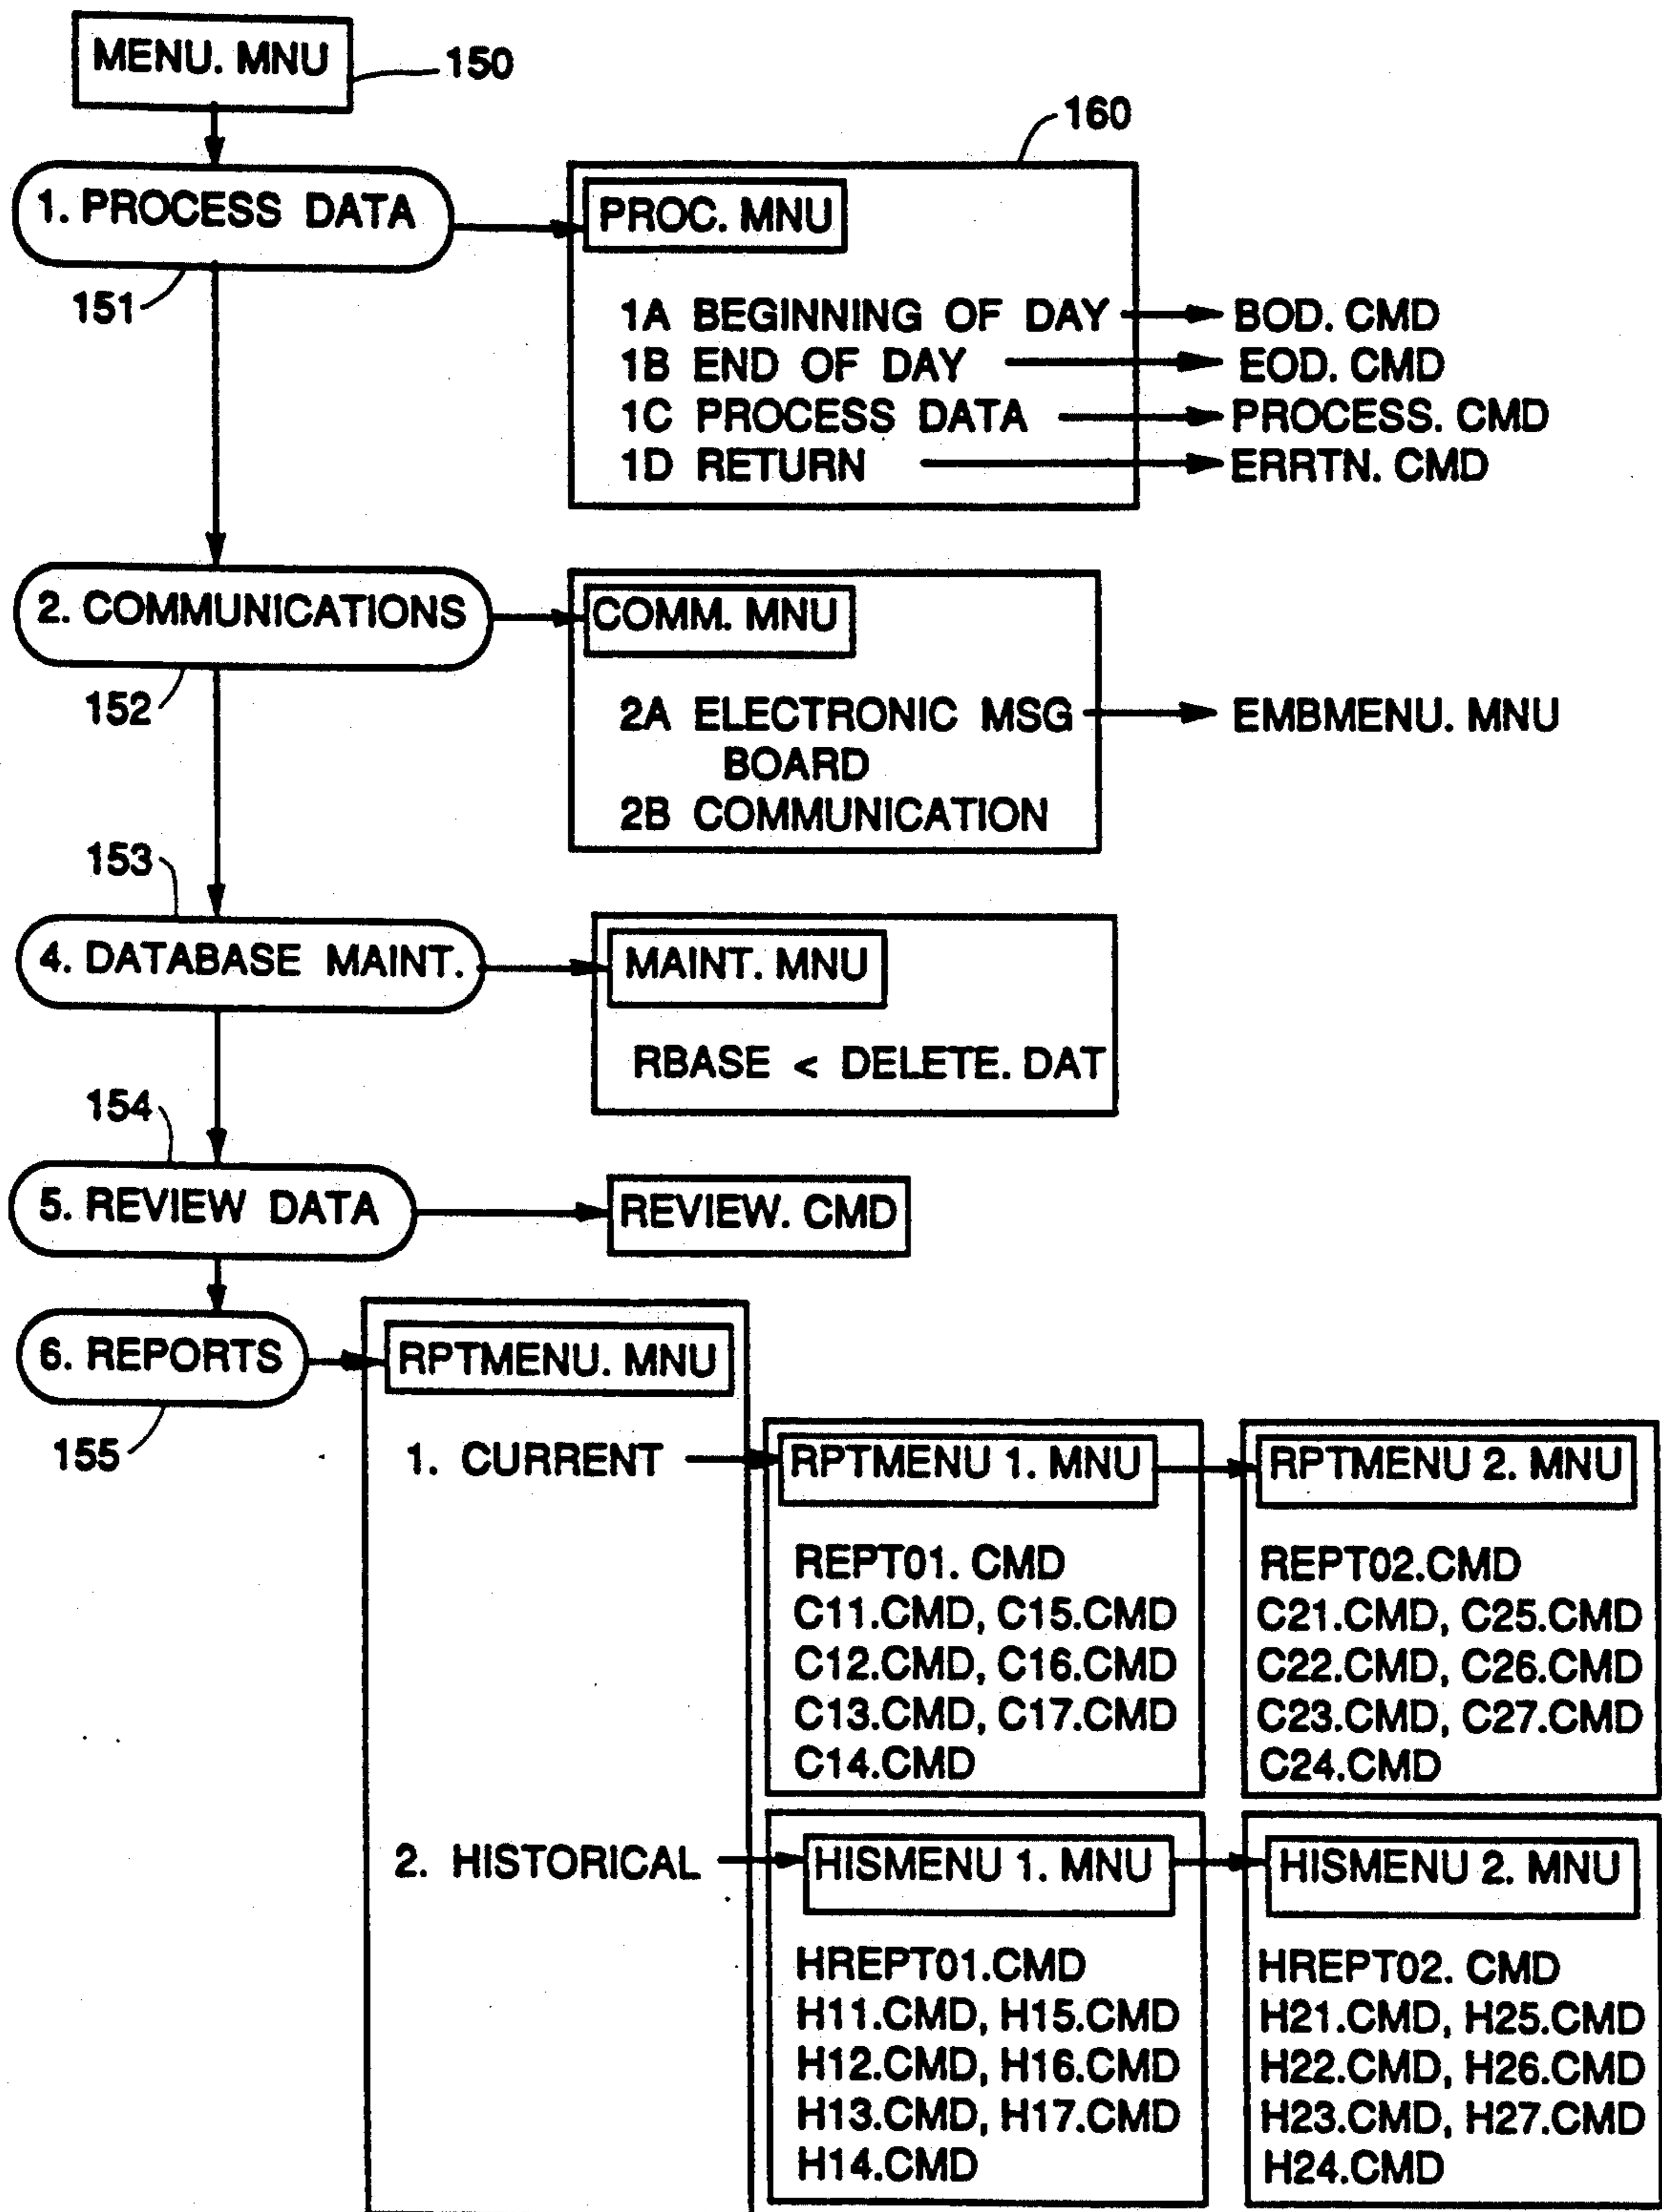 MENU. MNU
150
160
1. PROCESS DATA
151
PROC. MNU
1A BEGINNING OF DAY
BOD. CMD
1B END OF DAY
EOD. CMD
1C PROCESS DATA
PROCESS. CMD
1D RETURN
ERRTN. CMD
2. COMMUNICATIONS
152
COMM. MNU
2A ELECTRONIC MSG
BOARD
EMBMENU. MNU
2B COMMUNICATION
153
4. DATABASE MAINT.
MAINT. MNU
RBASE < DELETE. DAT
154
5. REVIEW DATA
REVIEW. CMD
6. REPORTS
155
RPTMENU. MNU
1. CURRENT
RPTMENU 1. MNU
REPT01. CMD
C11.CMD, C15.CMD
C12.CMD, C16.CMD
C13.CMD, C17.CMD
C14.CMD
RPTMENU 2. MNU
REPT02.CMD
C21.CMD, C25.CMD
C22.CMD, C26.CMD
C23.CMD, C27.CMD
C24.CMD
2. HISTORICAL
HISMENU 1. MNU
HREPT01.CMD
H11.CMD, H15.CMD
H12.CMD, H16.CMD
H13.CMD, H17.CMD
H14.CMD
HISMENU 2. MNU
HREPT02. CMD
H21.CMD, H25.CMD
H22.CMD, H26.CMD
H23.CMD, H27.CMD
H24.CMD